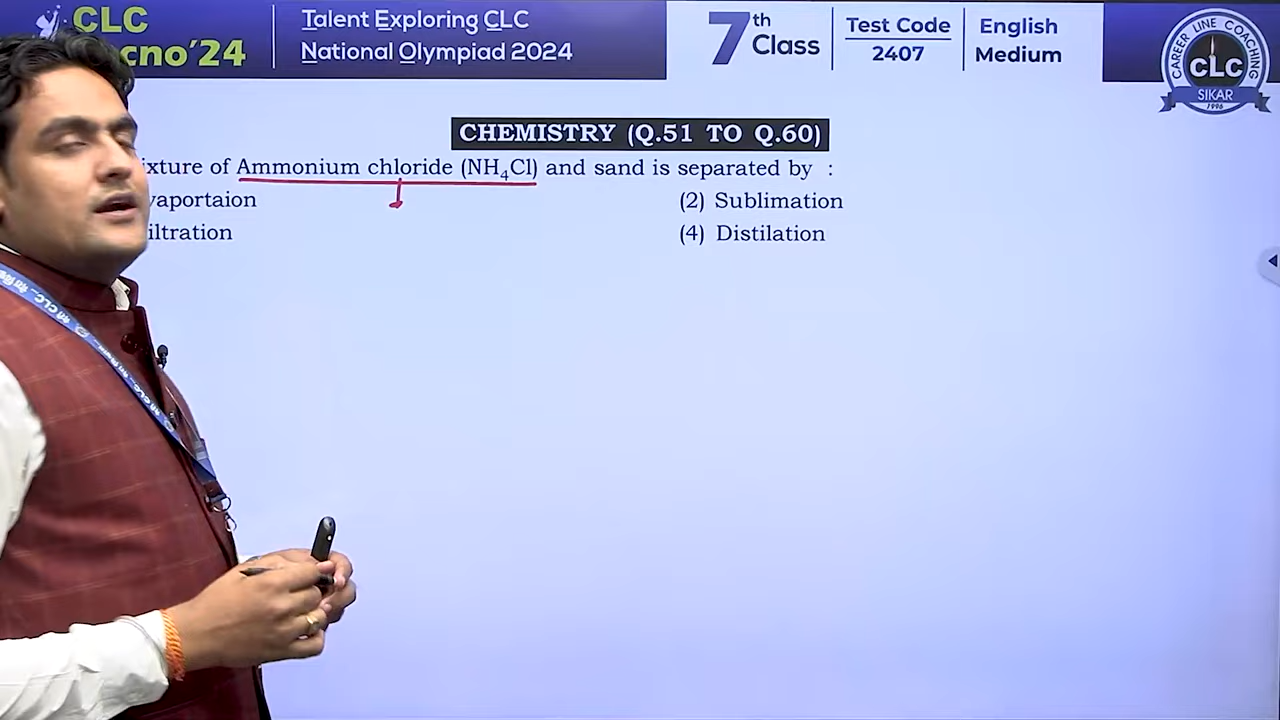 CLC
cno'24
Talent Exploring CLC
National Olympiad 2024
7th Class
Test Code
2407
English
Medium
CAREER LINE COACHING
CLC
SIKAR
1996
CHEMISTRY (Q.51 TO Q.60)
ixture of Ammonium chloride (NH₄Cl) and sand is separated by :
vaportaion
(2) Sublimation
iltration
(4) Distilation